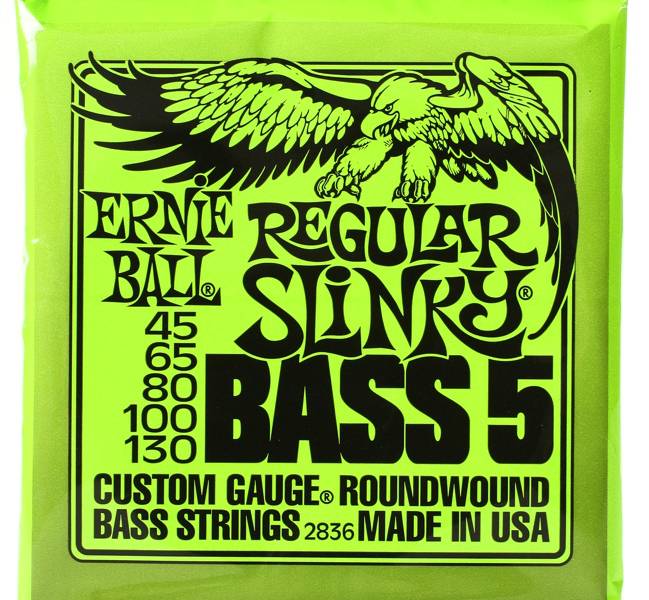 ERNiE
BALL®
REGULAR
SLiNKY®
45
65
80
100
130
BASS 5
CUSTOM GAUGE® ROUNDWOUND
BASS STRINGS 2836 MADE IN USA